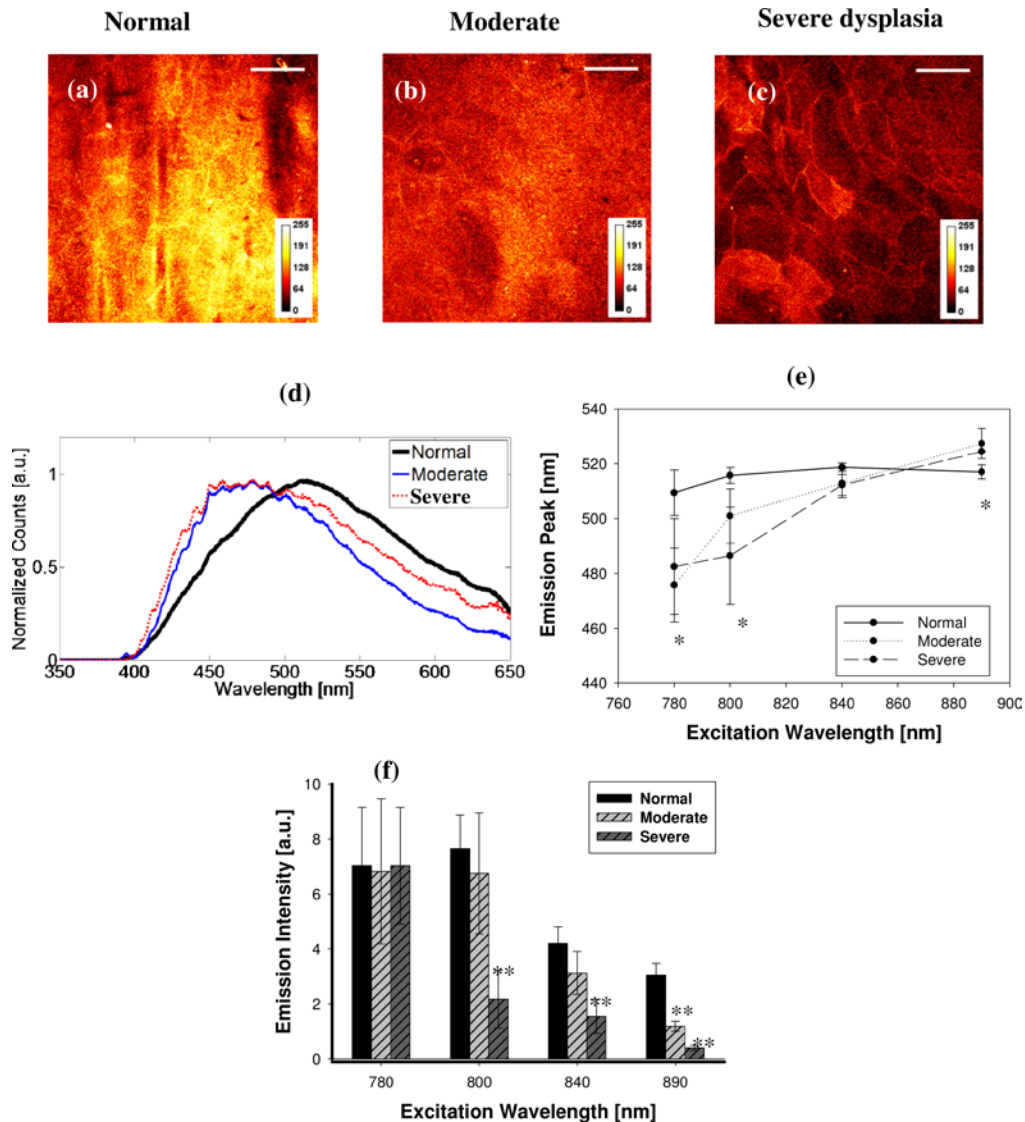 Normal Moderate Severe dysplasia
(a) (b) (c)
255 255 255
191 191 191
128 128 128
64 64 64
0 0 0
(d)
Normalized Counts [a.u.]
1
0.5
0
350 400 450 500 550 600 650
Wavelength [nm]
Normal
Moderate
Severe
(e)
Emission Peak [nm]
540
520
500
480
460
440
760 780 800 820 840 860 880 900
Excitation Wavelength [nm]
* * *
Normal
Moderate
Severe
(f)
Emission Intensity [a.u.]
10
8
6
4
2
0
780 800 840 890
Excitation Wavelength [nm]
** ** ** **
Normal
Moderate
Severe